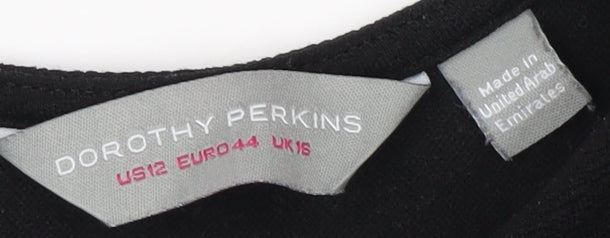 DOROTHY PERKINS
US12 EURO44 UK16
Made in
United Arab
Emirates